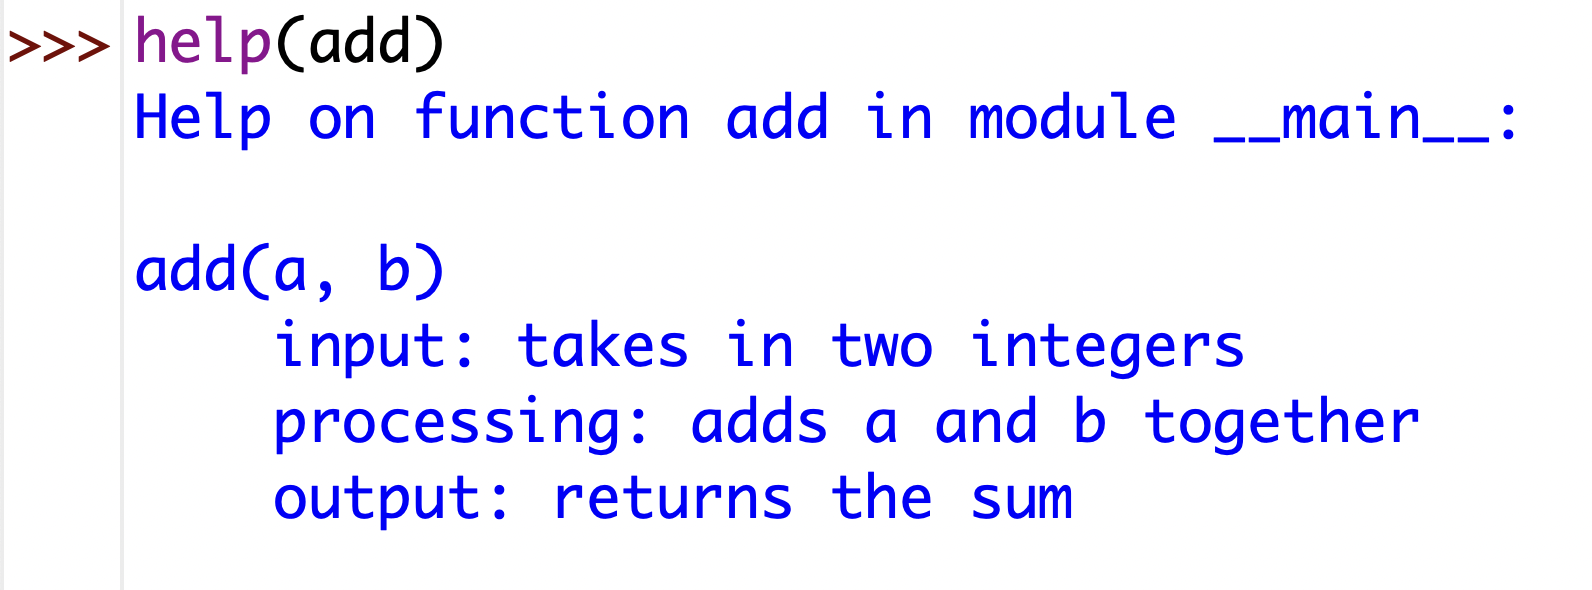 >>> help(add)
Help on function add in module __main__:
add(a, b)
input: takes in two integers
processing: adds a and b together
output: returns the sum